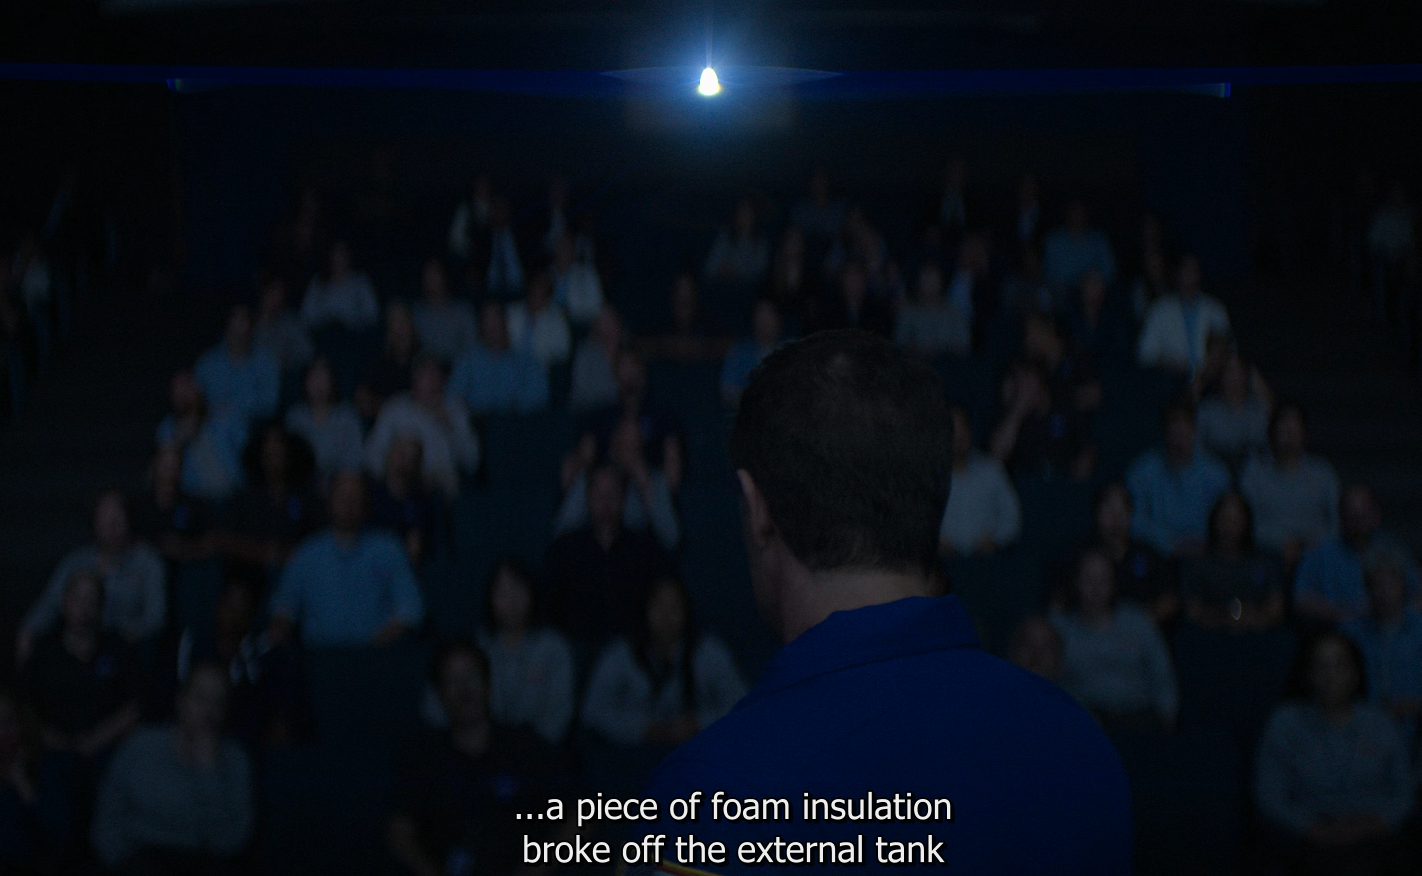 ...a piece of foam insulation
broke off the external tank